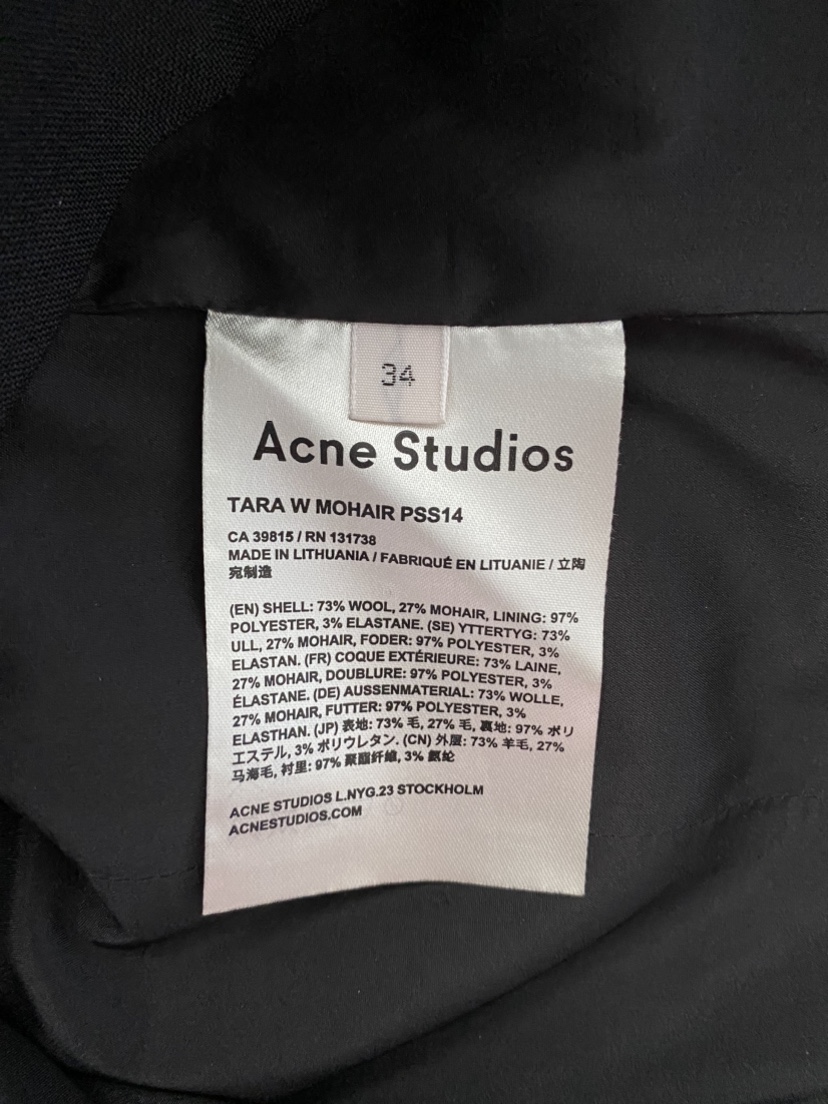 34
Acne Studios
TARA W MOHAIR PSS14
CA 39815 / RN 131738
MADE IN LITHUANIA / FABRIQUÉ EN LITUANIE / 立陶
宛制造
(EN) SHELL: 73% WOOL, 27% MOHAIR, LINING: 97%
POLYESTER, 3% ELASTANE. (SE) YTTERTYG: 73%
ULL, 27% MOHAIR, FODER: 97% POLYESTER, 3%
ELASTAN. (FR) COQUE EXTÉRIEURE: 73% LAINE,
27% MOHAIR, DOUBLURE: 97% POLYESTER, 3%
ÉLASTANE. (DE) AUSSENMATERIAL: 73% WOLLE,
27% MOHAIR, FUTTER: 97% POLYESTER, 3%
ELASTHAN. (JP) 表地: 73% 毛, 27% 毛, 裏地: 97% ポリ
エステル, 3% ポリウレタン. (CN) 外层: 73% 羊毛, 27%
马海毛, 衬里: 97% 聚酯纤维, 3% 氨纶
ACNE STUDIOS L.NYG.23 STOCKHOLM
ACNESTUDIOS.COM